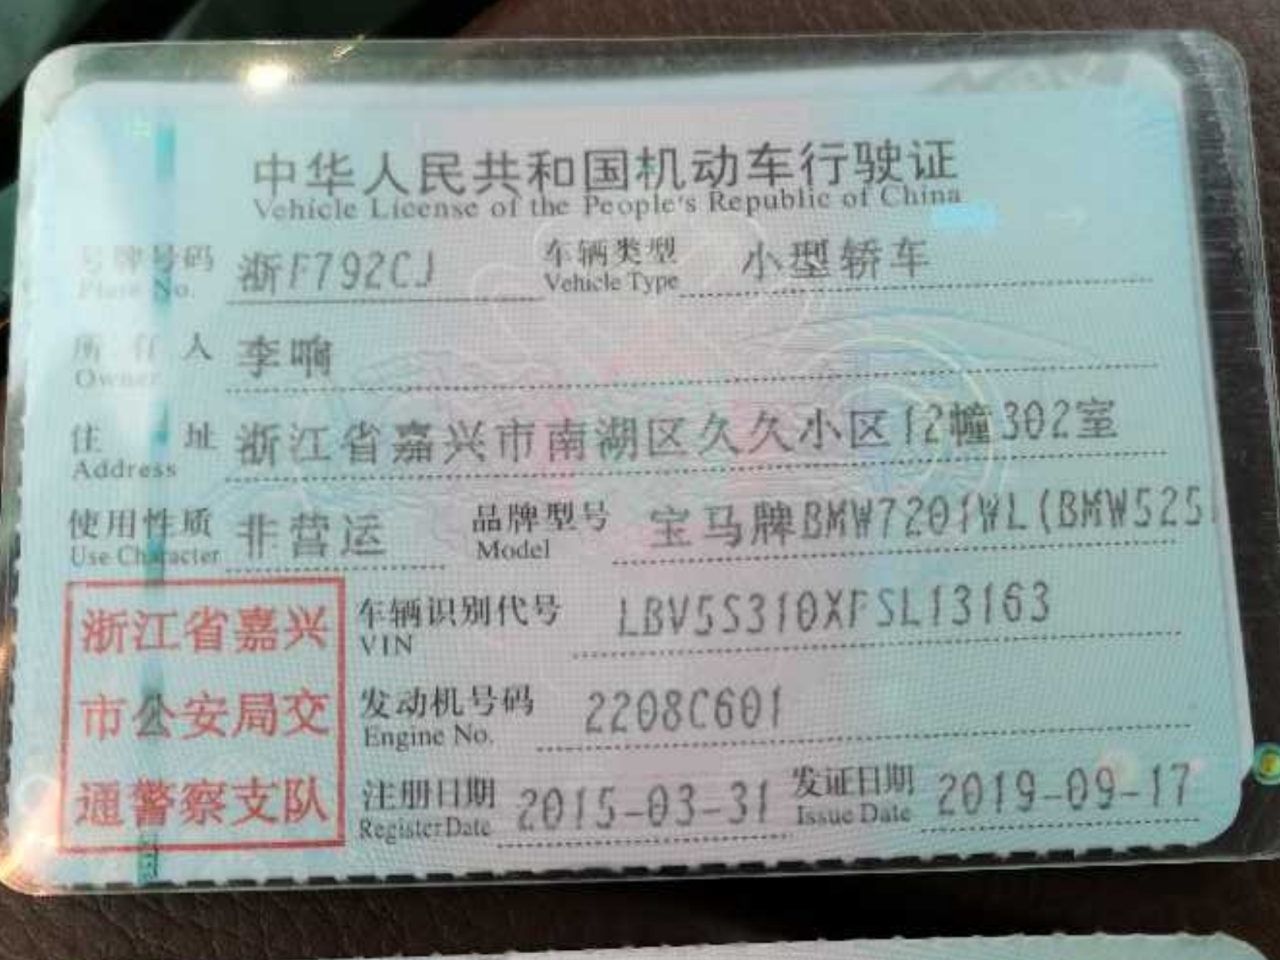 中华人民共和国机动车行驶证
Vehicle License of the People's Republic of China
号牌号码 浙F792CJ 车辆类型 小型轿车
Plate No. Vehicle Type
所有人 李响
Owner
住址 浙江省嘉兴市南湖区久久小区12幢302室
Address
使用性质 非营运 品牌型号 宝马牌BMW7201WL(BMW525
Use Character Model
浙江省嘉兴
市公安局交
通警察支队
车辆识别代号 LBV5S310XFSL13163
VIN
发动机号码 2208C601
Engine No.
注册日期 2015-03-31 发证日期 2019-09-17
Register Date Issue Date